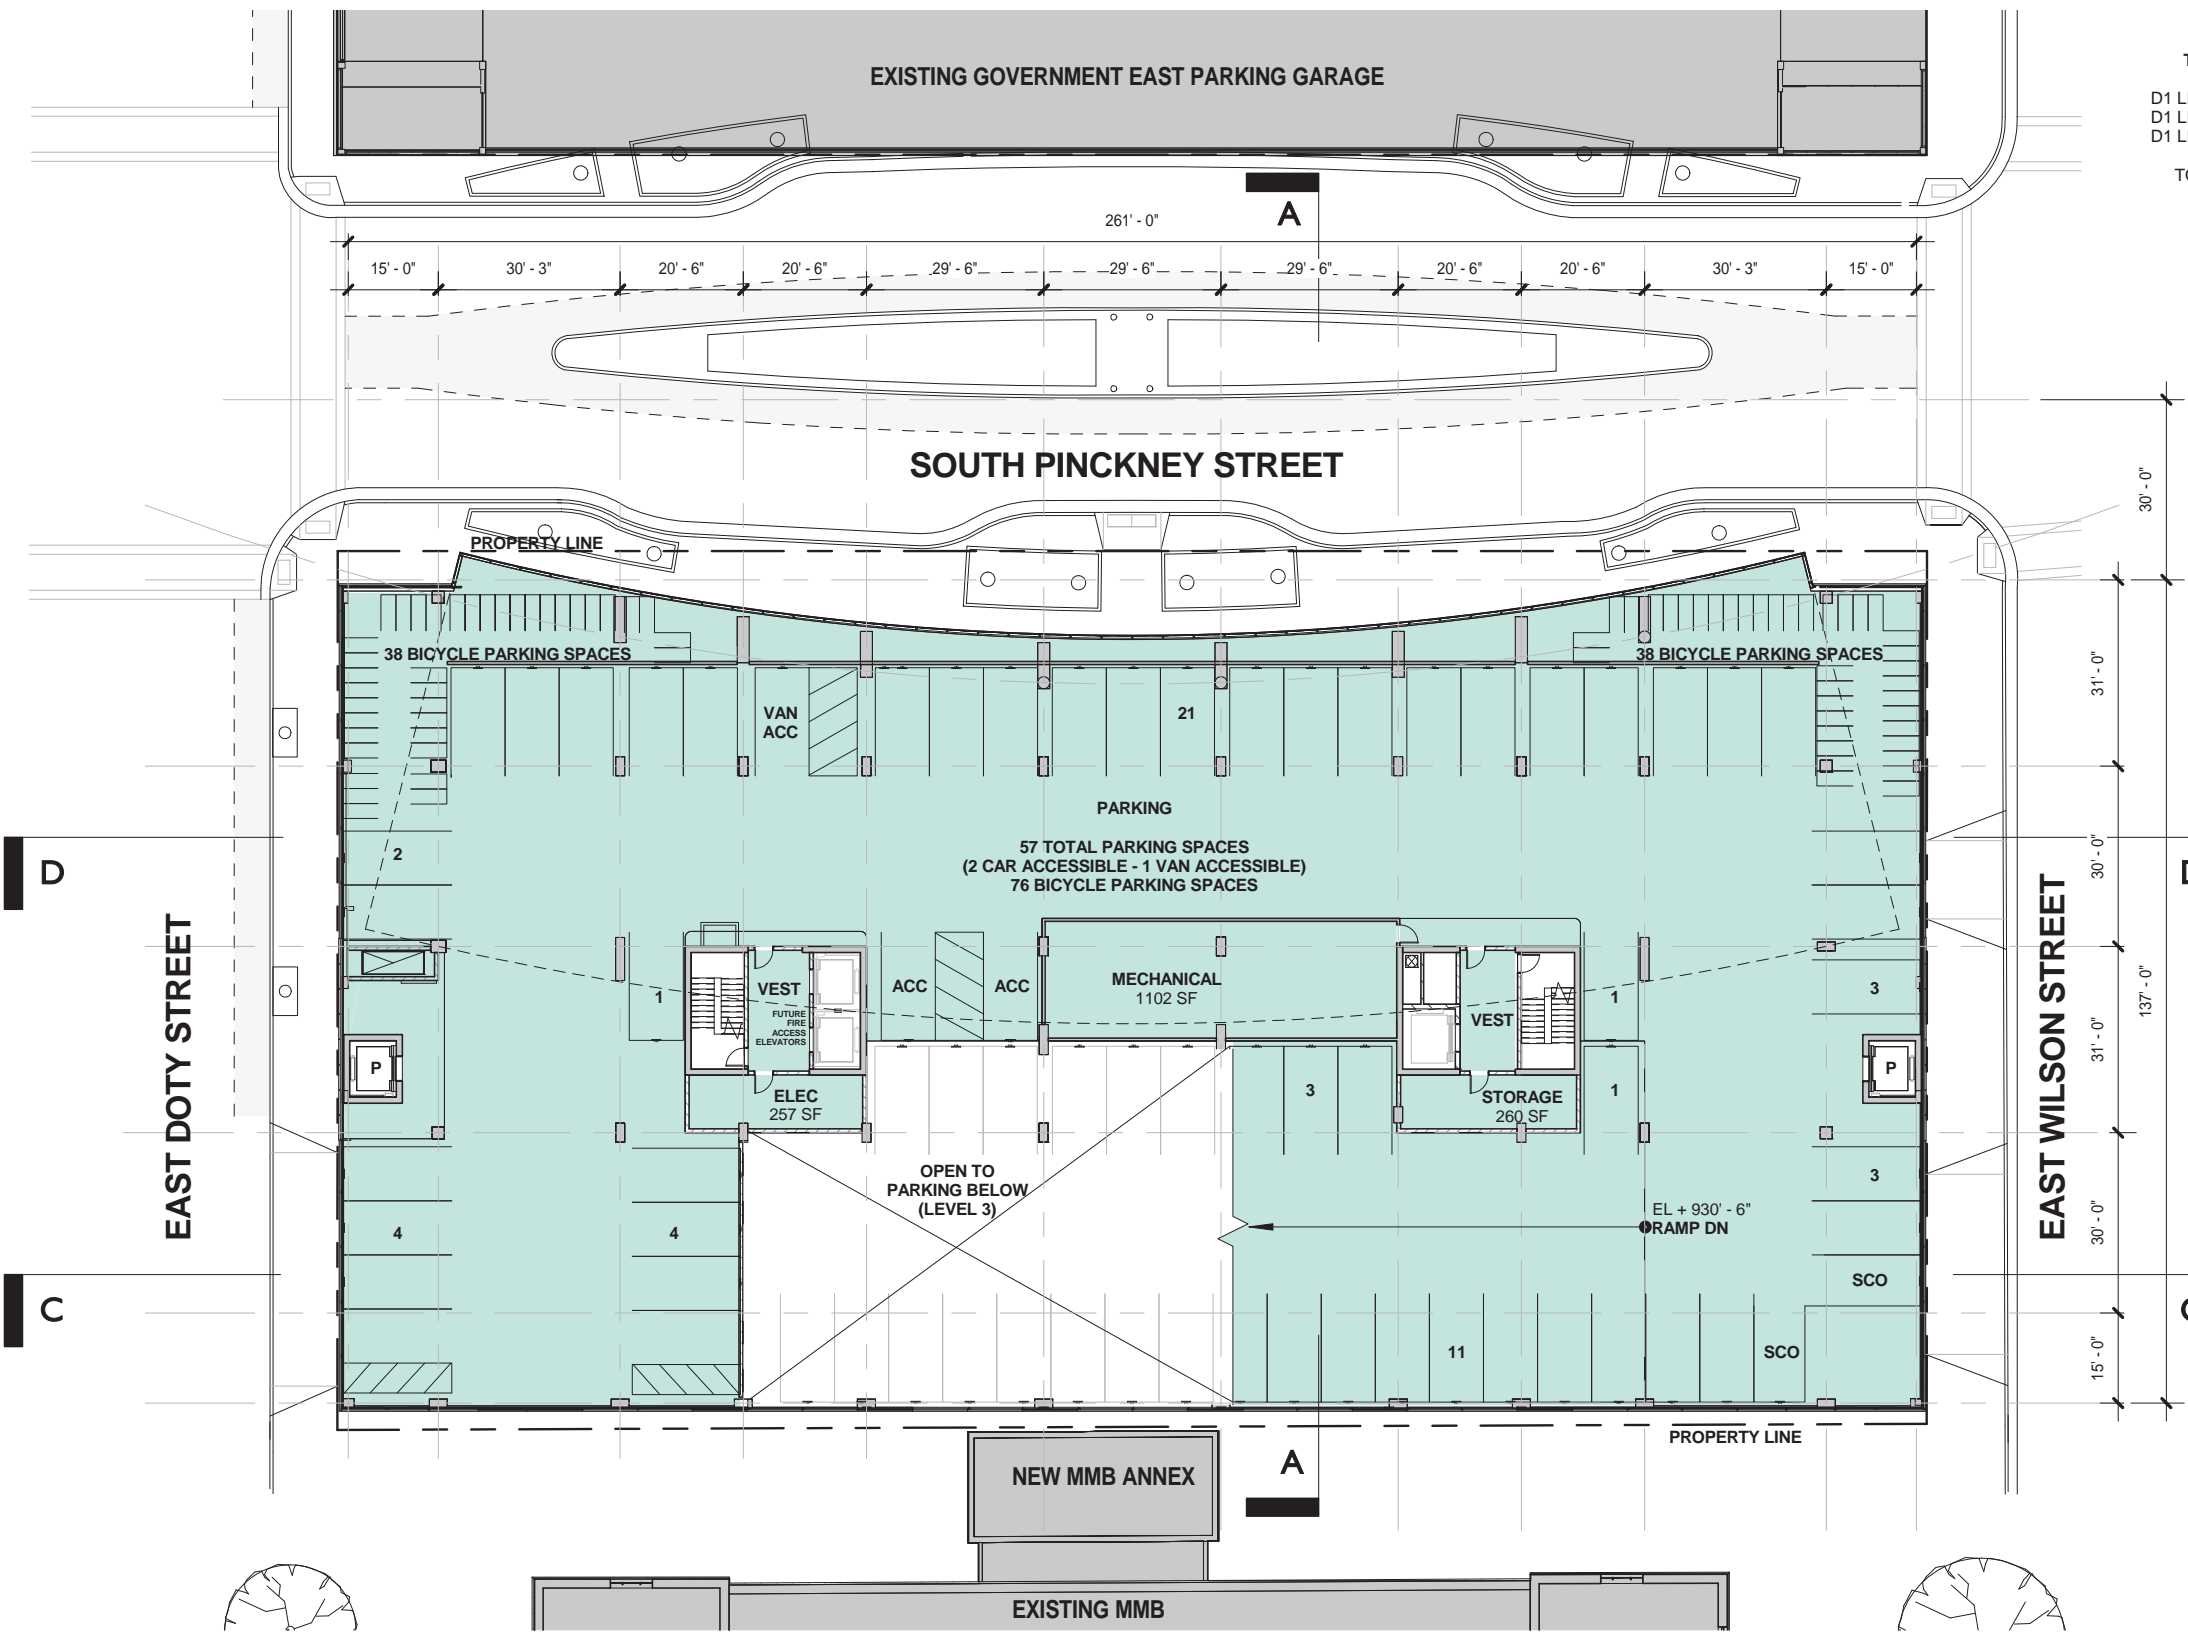 EXISTING GOVERNMENT EAST PARKING GARAGE
D1 L
D1 L
D1 L
A
261' - 0"
15' - 0"
30' - 3"
20' - 6"
20' - 6"
29' - 6"
29' - 6"
29' - 6"
20' - 6"
20' - 6"
30' - 3"
15' - 0"
SOUTH PINCKNEY STREET
30' - 0"
PROPERTY LINE
38 BICYCLE PARKING SPACES
38 BICYCLE PARKING SPACES
31' - 0"
VAN
ACC
21
PARKING
57 TOTAL PARKING SPACES
(2 CAR ACCESSIBLE - 1 VAN ACCESSIBLE)
76 BICYCLE PARKING SPACES
2
D
30' - 0"
EAST DOTY STREET
EAST WILSON STREET
137' - 0"
1
VEST
FUTURE
FIRE
ACCESS
ELEVATORS
ACC
ACC
MECHANICAL
1102 SF
VEST
1
3
31' - 0"
P
ELEC
257 SF
3
STORAGE
260 SF
1
P
OPEN TO
PARKING BELOW
(LEVEL 3)
3
4
4
EL + 930' - 6"
RAMP DN
30' - 0"
C
SCO
11
SCO
15' - 0"
PROPERTY LINE
A
NEW MMB ANNEX
EXISTING MMB